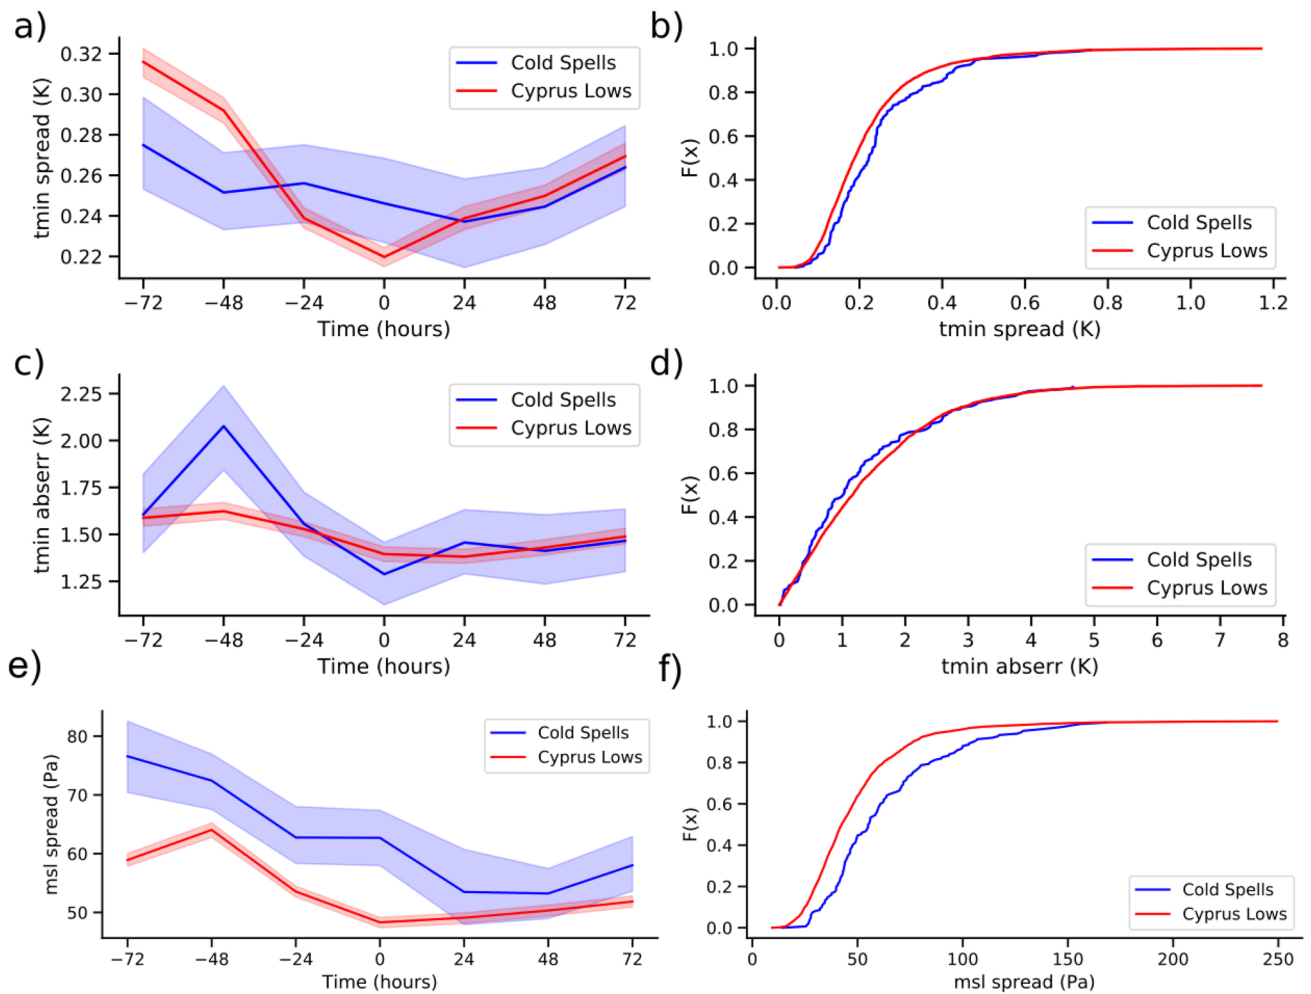 a)
tmin spread (K)
0.32
0.30
0.28
0.26
0.24
0.22
Cold Spells
Cyprus Lows
−72 −48 −24 0 24 48 72
Time (hours)
b)
F(x)
1.0
0.8
0.6
0.4
0.2
0.0
Cold Spells
Cyprus Lows
0.0 0.2 0.4 0.6 0.8 1.0 1.2
tmin spread (K)
c)
tmin abserr (K)
2.25
2.00
1.75
1.50
1.25
Cold Spells
Cyprus Lows
−72 −48 −24 0 24 48 72
Time (hours)
d)
F(x)
1.0
0.8
0.6
0.4
0.2
0.0
Cold Spells
Cyprus Lows
0 1 2 3 4 5 6 7 8
tmin abserr (K)
e)
msl spread (Pa)
80
70
60
50
Cold Spells
Cyprus Lows
−72 −48 −24 0 24 48 72
Time (hours)
f)
F(x)
1.0
0.8
0.6
0.4
0.2
0.0
Cold Spells
Cyprus Lows
0 50 100 150 200 250
msl spread (Pa)